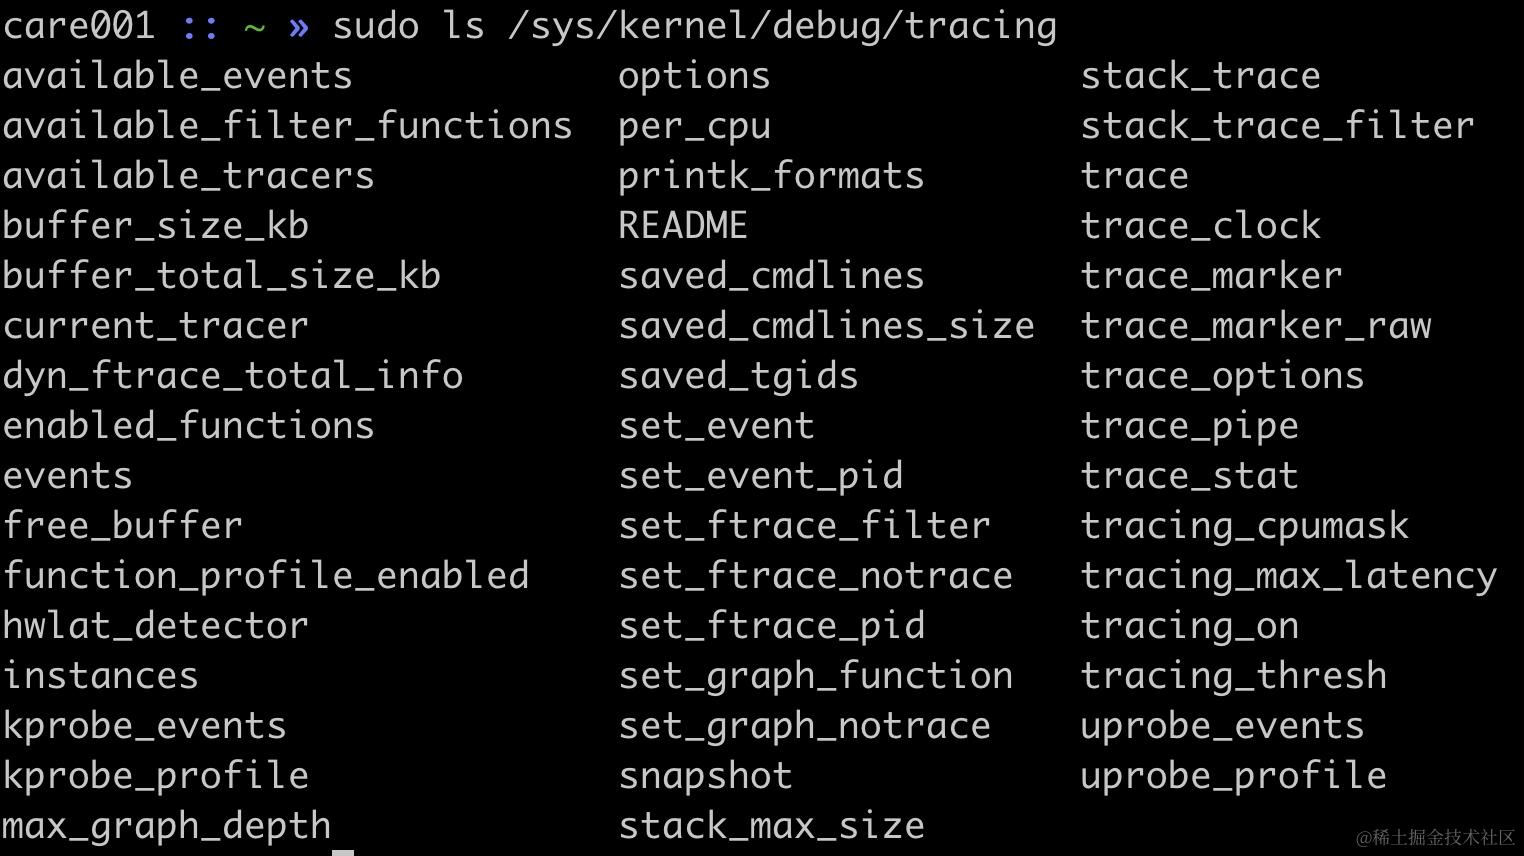 care001 :: ~ » sudo ls /sys/kernel/debug/tracing
available_events options stack_trace
available_filter_functions per_cpu stack_trace_filter
available_tracers printk_formats trace
buffer_size_kb README trace_clock
buffer_total_size_kb saved_cmdlines trace_marker
current_tracer saved_cmdlines_size trace_marker_raw
dyn_ftrace_total_info saved_tgids trace_options
enabled_functions set_event trace_pipe
events set_event_pid trace_stat
free_buffer set_ftrace_filter tracing_cpumask
function_profile_enabled set_ftrace_notrace tracing_max_latency
hwlat_detector set_ftrace_pid tracing_on
instances set_graph_function tracing_thresh
kprobe_events set_graph_notrace uprobe_events
kprobe_profile snapshot uprobe_profile
max_graph_depth stack_max_size
@稀土掘金技术社区